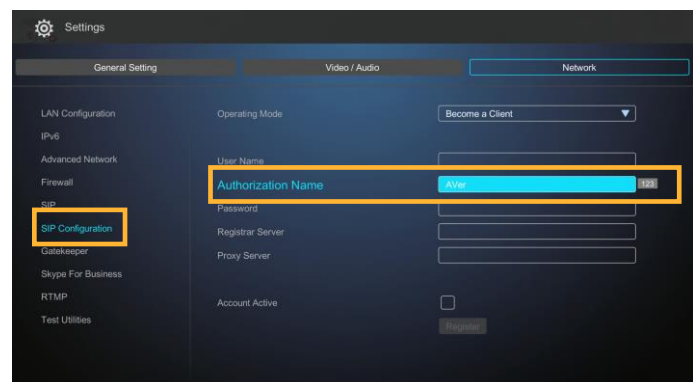 Settings
General Setting Video / Audio Network
LAN Configuration Operating Mode Become a Client
IPv6
Advanced Network User Name
Firewall Authorization Name AVer 123
SIP Password
SIP Configuration Registrar Server
Gatekeeper Proxy Server
Skype For Business
RTMP Account Active
Test Utilities Register